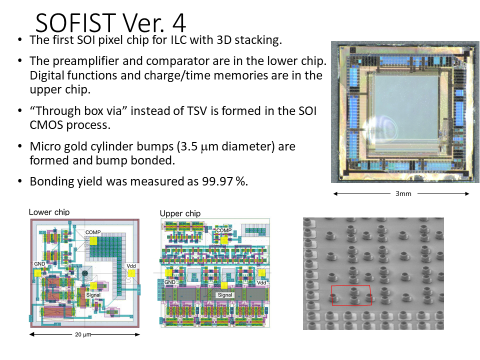 SOFIST Ver. 4
• The first SOI pixel chip for ILC with 3D stacking.
• The preamplifier and comparator are in the lower chip.
Digital functions and charge/time memories are in the
upper chip.
• “Through box via” instead of TSV is formed in the SOI
CMOS process.
• Micro gold cylinder bumps (3.5 μm diameter) are
formed and bump bonded.
• Bonding yield was measured as 99.97 %.
3mm
Lower chip
COMP
GND
Vdd
Signal
20 μm
Upper chip
COMP
GND
Vdd
Signal